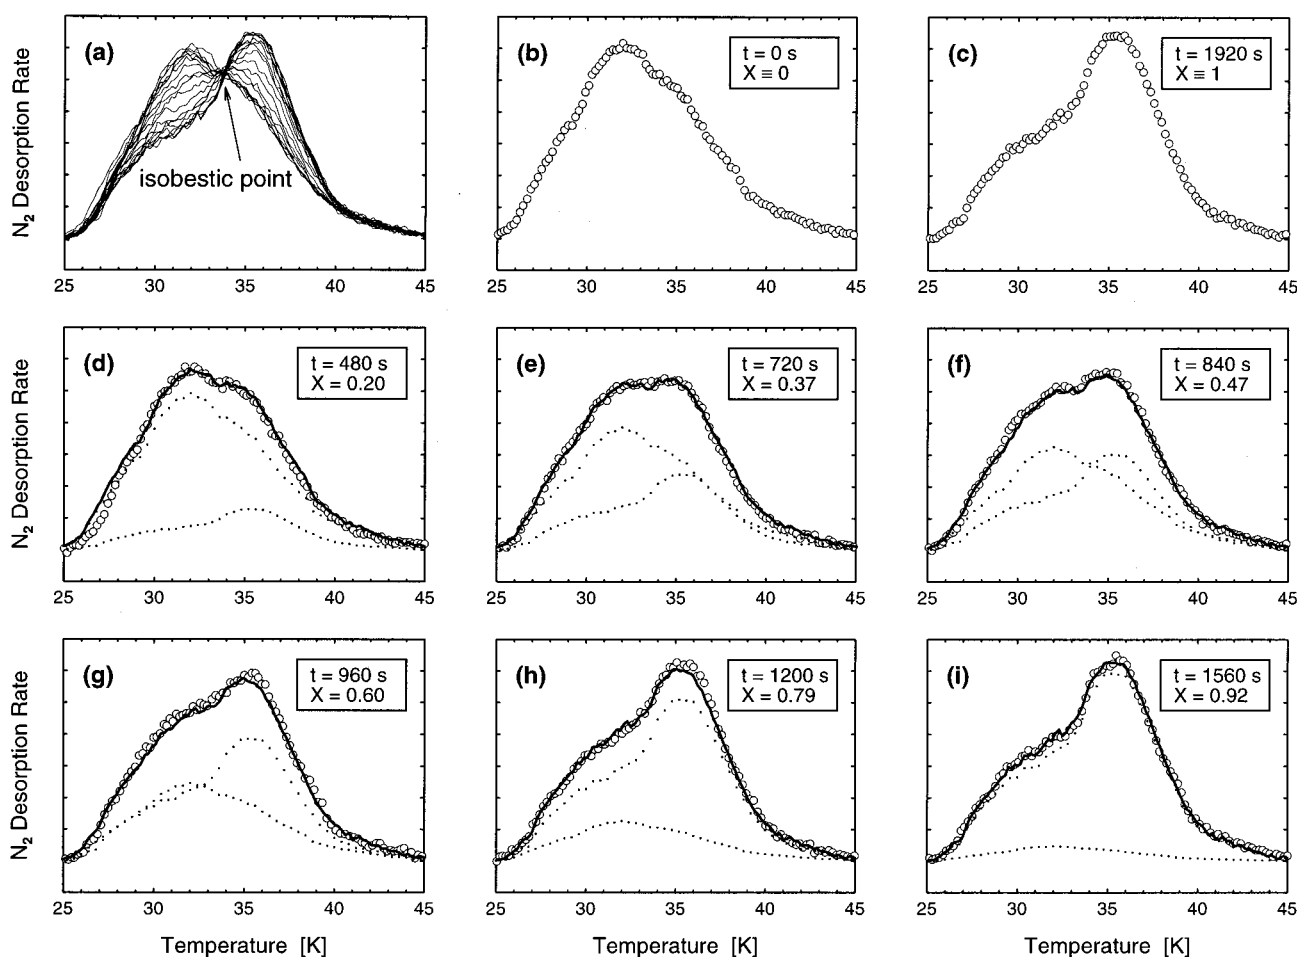 N₂ Desorption Rate
(a)
isobestic point
25 30 35 40 45
(b)
t = 0 s
X ≡ 0
25 30 35 40 45
(c)
t = 1920 s
X ≡ 1
25 30 35 40 45
N₂ Desorption Rate
(d)
t = 480 s
X = 0.20
25 30 35 40 45
(e)
t = 720 s
X = 0.37
25 30 35 40 45
(f)
t = 840 s
X = 0.47
25 30 35 40 45
N₂ Desorption Rate
(g)
t = 960 s
X = 0.60
25 30 35 40 45
Temperature [K]
(h)
t = 1200 s
X = 0.79
25 30 35 40 45
Temperature [K]
(i)
t = 1560 s
X = 0.92
25 30 35 40 45
Temperature [K]